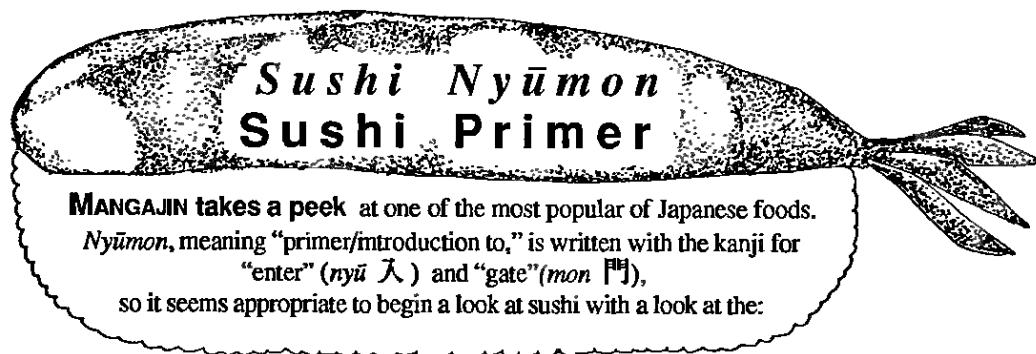 Sushi Nyūmon
Sushi Primer
MANGAJIN takes a peek at one of the most popular of Japanese foods.
Nyūmon, meaning “primer/introduction to,” is written with the kanji for
“enter” (nyū 入) and “gate”(mon 門),
so it seems appropriate to begin a look at sushi with a look at the: